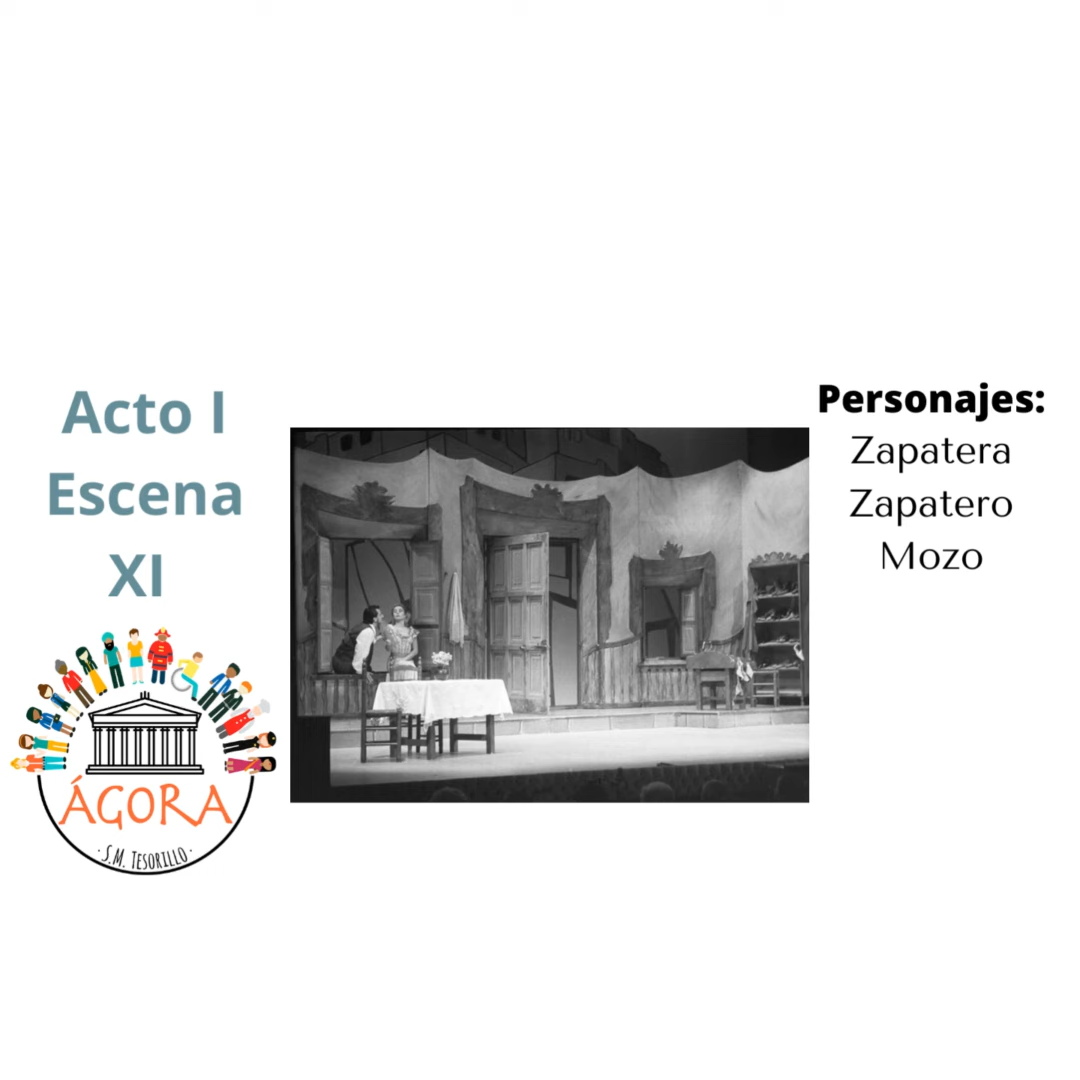 Acto I
Escena
XI
ÁGORA
· S.M. TESORILLO ·
Personajes:
Zapatera
Zapatero
Mozo